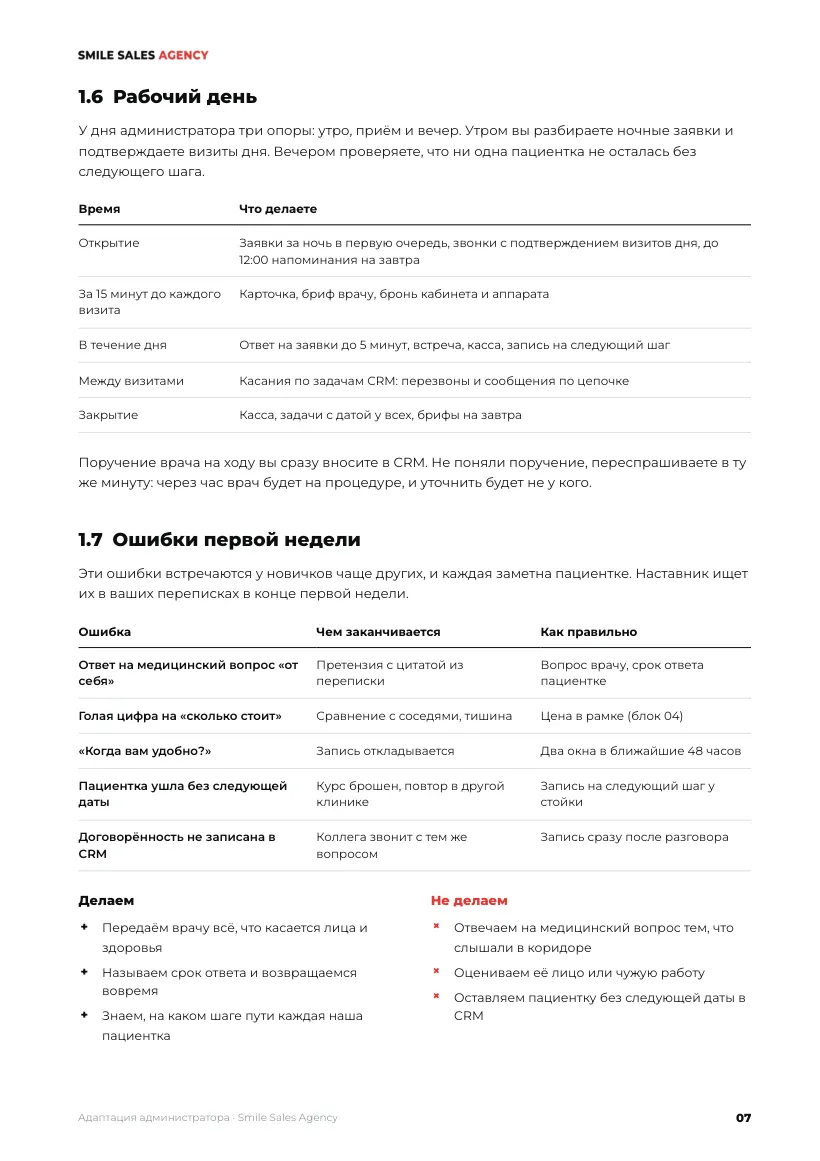 SMILE SALES AGENCY
1.6 Рабочий день
У дня администратора три опоры: утро, приём и вечер. Утром вы разбираете ночные заявки и
подтверждаете визиты дня. Вечером проверяете, что ни одна пациентка не осталась без
следующего шага.
Время Что делаете
Открытие Заявки за ночь в первую очередь, звонки с подтверждением визитов дня, до
12:00 напоминания на завтра
За 15 минут до каждого Карточка, бриф врачу, бронь кабинета и аппарата
визита
В течение дня Ответ на заявки до 5 минут, встреча, касса, запись на следующий шаг
Между визитами Касания по задачам CRM: перезвоны и сообщения по цепочке
Закрытие Касса, задачи с датой у всех, брифы на завтра
Поручение врача на ходу вы сразу вносите в CRM. Не поняли поручение, переспрашиваете в ту
же минуту: через час врач будет на процедуре, и уточнить будет не у кого.
1.7 Ошибки первой недели
Эти ошибки встречаются у новичков чаще других, и каждая заметна пациентке. Наставник ищет
их в ваших переписках в конце первой недели.
Ошибка Чем заканчивается Как правильно
Ответ на медицинский вопрос «от Претензия с цитатой из Вопрос врачу, срок ответа
себя» переписки пациентке
Голая цифра на «сколько стоит» Сравнение с соседями, тишина Цена в рамке (блок 04)
«Когда вам удобно?» Запись откладывается Два окна в ближайшие 48 часов
Пациентка ушла без следующей Курс брошен, повтор в другой Запись на следующий шаг у
даты клинике стойки
Договорённость не записана в Коллега звонит с тем же Запись сразу после разговора
CRM вопросом
Делаем
+ Передаём врачу всё, что касается лица и
здоровья
+ Называем срок ответа и возвращаемся
вовремя
+ Знаем, на каком шаге пути каждая наша
пациентка
Не делаем
× Отвечаем на медицинский вопрос тем, что
слышали в коридоре
× Оцениваем её лицо или чужую работу
× Оставляем пациентку без следующей даты в
CRM
Адаптация администратора · Smile Sales Agency 07